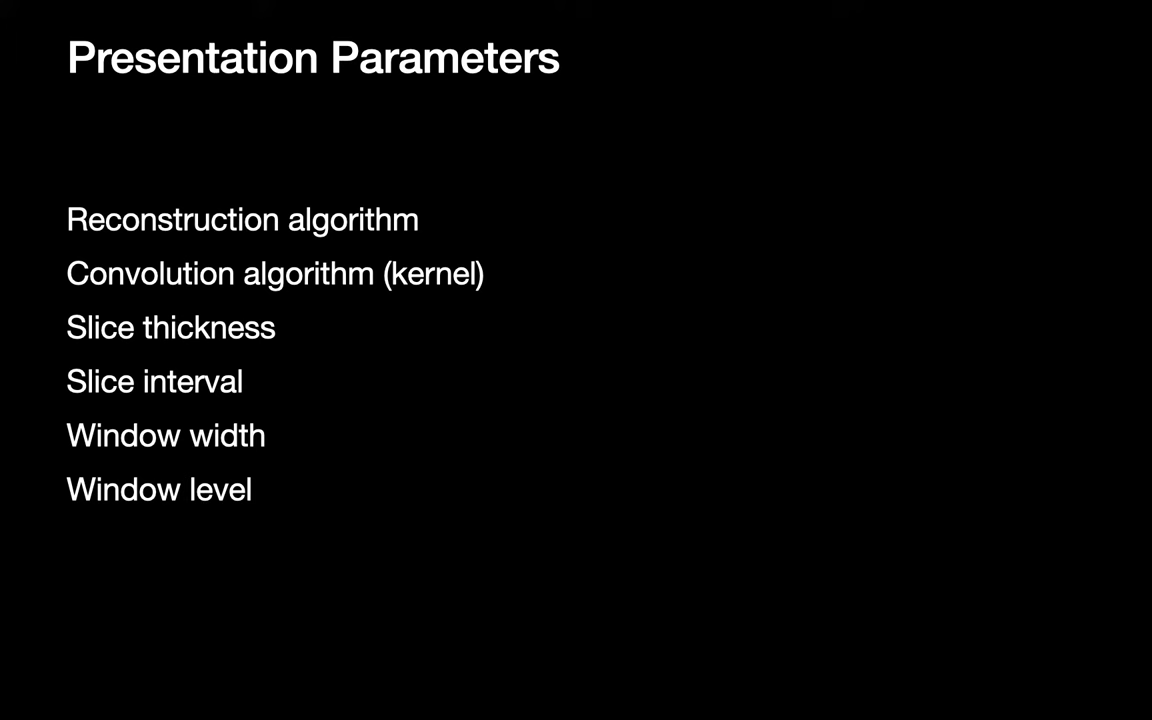 Presentation Parameters
Reconstruction algorithm
Convolution algorithm (kernel)
Slice thickness
Slice interval
Window width
Window level